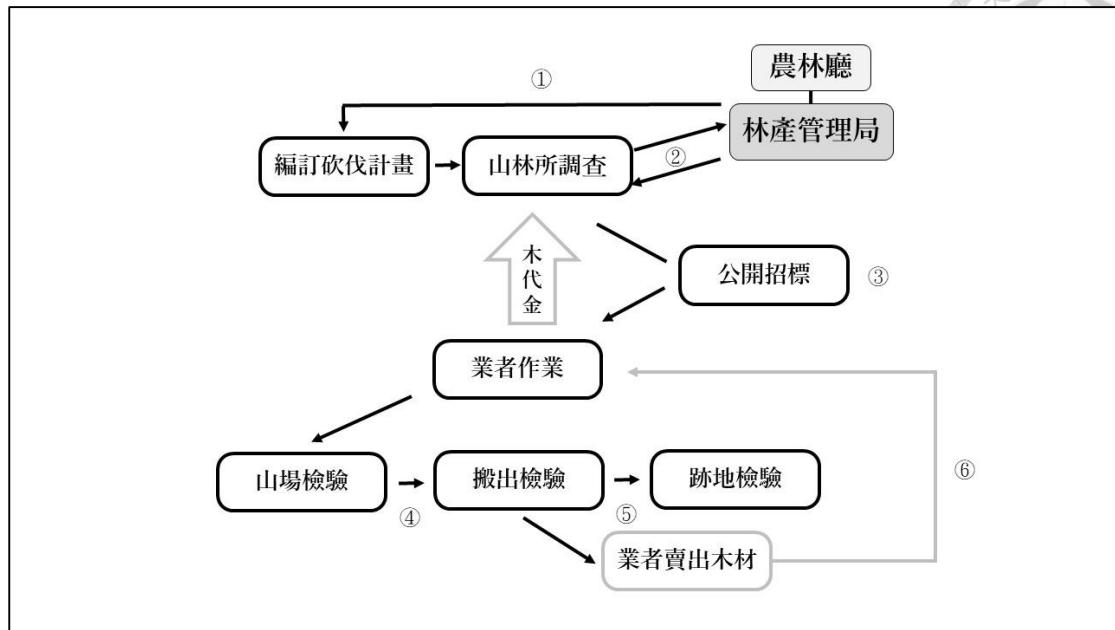 農林廳
①
林產管理局
編訂砍伐計畫
山林所調查
②
木代金
公開招標
③
業者作業
山場檢驗
④
搬出檢驗
⑤
跡地檢驗
業者賣出木材
⑥